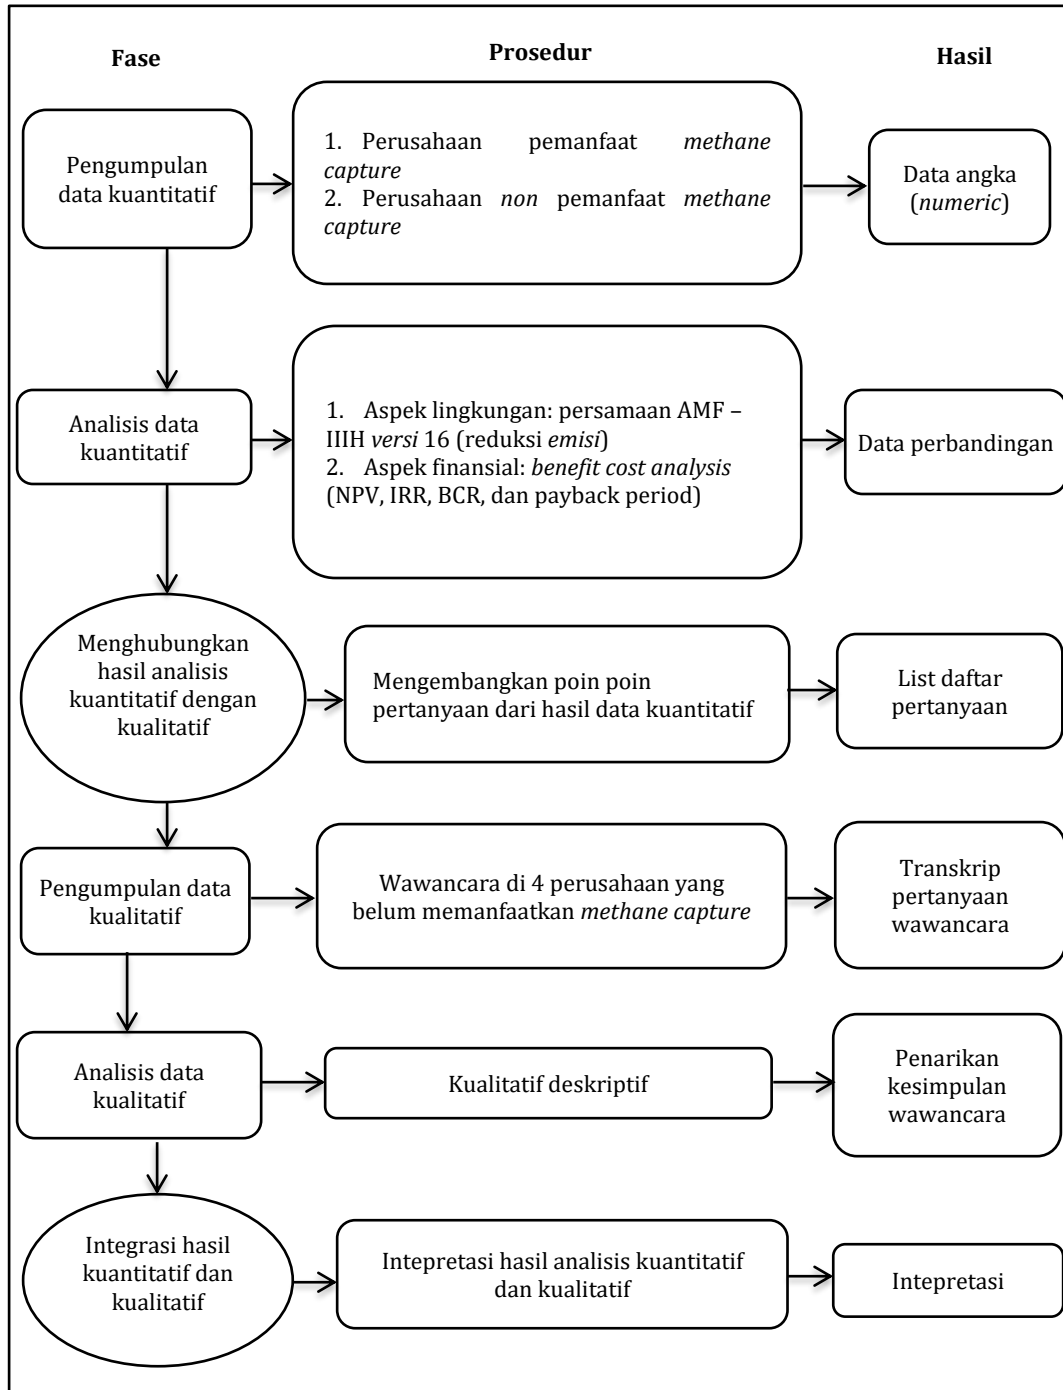 Fase
Prosedur
Hasil
Pengumpulan
data kuantitatif
1. Perusahaan pemanfaat methane
capture
2. Perusahaan non pemanfaat methane
capture
Data angka
(numeric)
Analisis data
kuantitatif
1. Aspek lingkungan: persamaan AMF –
IIIH versi 16 (reduksi emisi)
2. Aspek finansial: benefit cost analysis
(NPV, IRR, BCR, dan payback period)
Data perbandingan
Menghubungkan
hasil analisis
kuantitatif dengan
kualitatif
Mengembangkan poin poin
pertanyaan dari hasil data kuantitatif
List daftar
pertanyaan
Pengumpulan data
kualitatif
Wawancara di 4 perusahaan yang
belum memanfaatkan methane capture
Transkrip
pertanyaan
wawancara
Analisis data
kualitatif
Kualitatif deskriptif
Penarikan
kesimpulan
wawancara
Integrasi hasil
kuantitatif dan
kualitatif
Intepretasi hasil analisis kuantitatif
dan kualitatif
Intepretasi